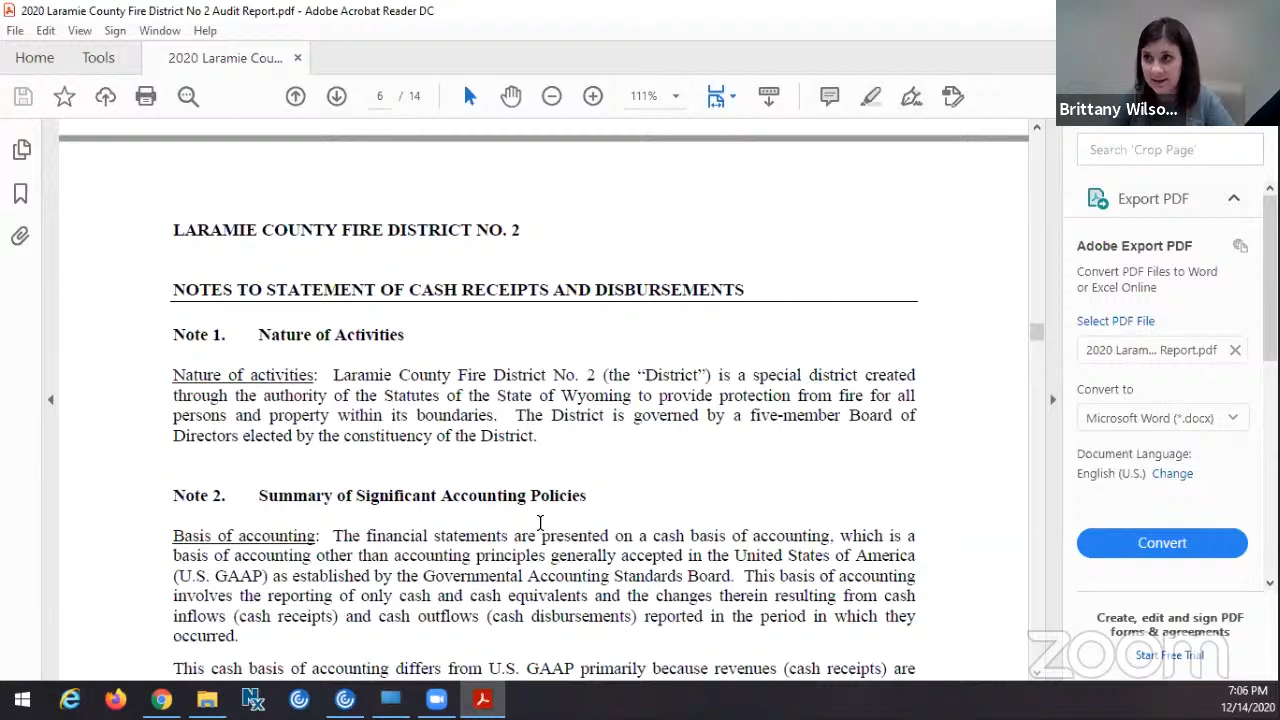 2020 Laramie County Fire District No 2 Audit Report.pdf - Adobe Acrobat Reader DC
File Edit View Sign Window Help
Home Tools 2020 Laramie Cou... ×
6 / 14 111%
Brittany Wilso...
Search 'Crop Page'
Export PDF
Adobe Export PDF
Convert PDF Files to Word
or Excel Online
Select PDF File
2020 Laram... Report.pdf
Convert to
Microsoft Word (*.docx)
Document Language:
English (U.S.) Change
Convert
Create, edit and sign PDF
forms & agreements
Start Free Trial
LARAMIE COUNTY FIRE DISTRICT NO. 2
NOTES TO STATEMENT OF CASH RECEIPTS AND DISBURSEMENTS
Note 1. Nature of Activities
Nature of activities: Laramie County Fire District No. 2 (the “District”) is a special district created
through the authority of the Statutes of the State of Wyoming to provide protection from fire for all
persons and property within its boundaries. The District is governed by a five-member Board of
Directors elected by the constituency of the District.
Note 2. Summary of Significant Accounting Policies
Basis of accounting: The financial statements are presented on a cash basis of accounting, which is a
basis of accounting other than accounting principles generally accepted in the United States of America
(U.S. GAAP) as established by the Governmental Accounting Standards Board. This basis of accounting
involves the reporting of only cash and cash equivalents and the changes therein resulting from cash
inflows (cash receipts) and cash outflows (cash disbursements) reported in the period in which they
occurred.
This cash basis of accounting differs from U.S. GAAP primarily because revenues (cash receipts) are
zoom
7:06 PM
12/14/2020